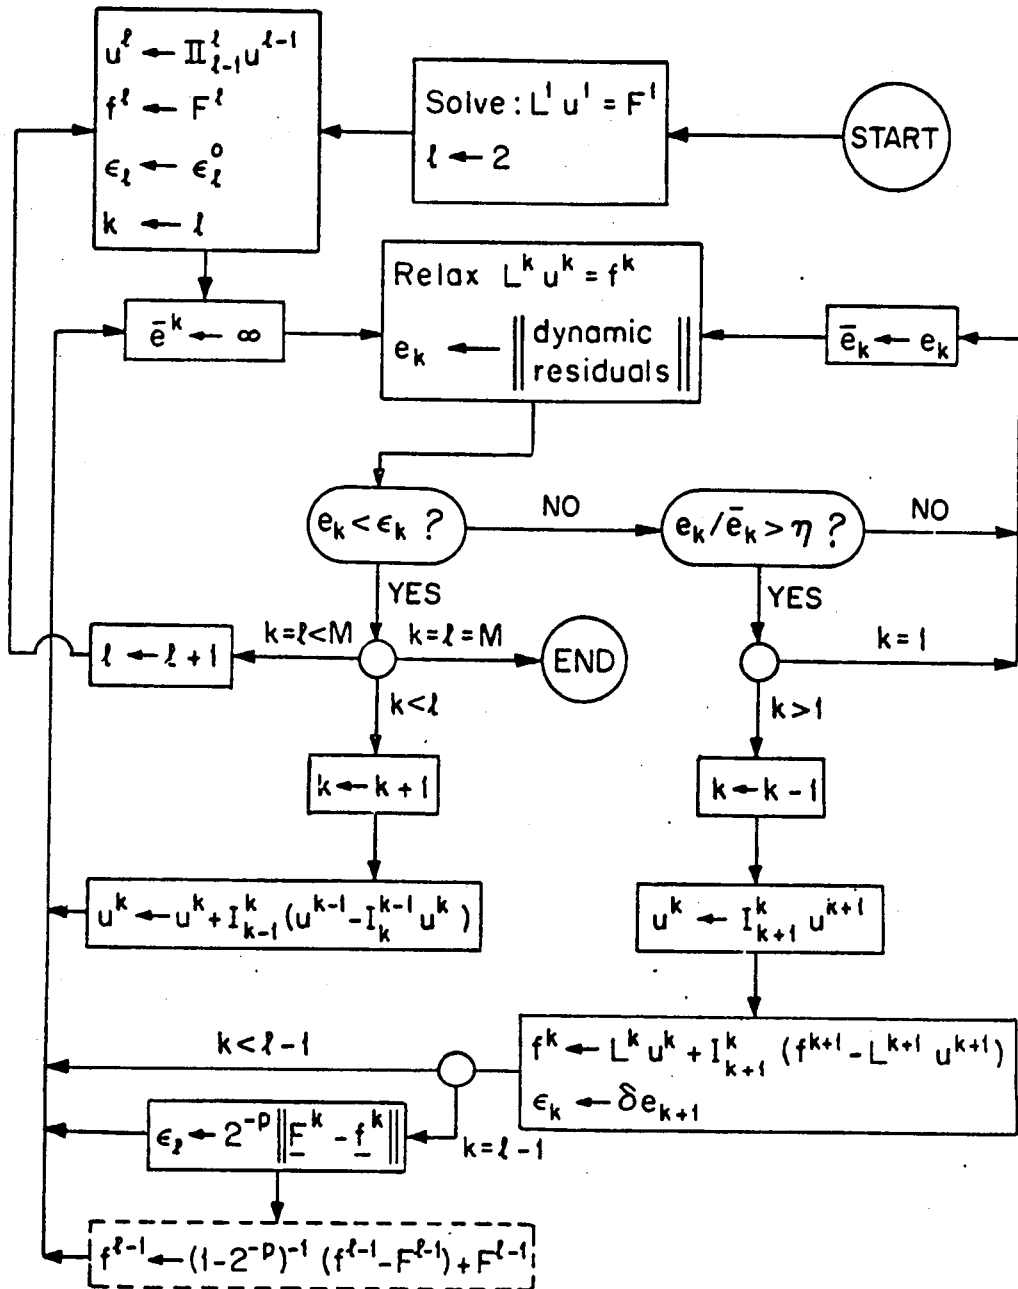 u^ℓ ← Π^ℓ_{ℓ-1} u^{ℓ-1}
f^ℓ ← F^ℓ
ϵ_ℓ ← ϵ^0_ℓ
k ← ℓ
Solve: L^1 u^1 = F^1
ℓ ← 2
START
ē^k ← ∞
Relax L^k u^k = f^k
e_k ← ‖ dynamic
residuals ‖
ē_k ← e_k
e_k < ϵ_k ?
NO
e_k / ē_k > η ?
NO
YES
YES
ℓ ← ℓ+1
k=ℓ<M
k=ℓ=M
END
k=1
k<ℓ
k>1
k ← k+1
k ← k-1
u^k ← u^k + I^k_{k-1} (u^{k-1} - I^{k-1}_k u^k)
u^k ← I^k_{k+1} u^{k+1}
k<ℓ-1
f^k ← L^k u^k + I^k_{k+1} (f^{k+1} - L^{k+1} u^{k+1})
ϵ_k ← δe_{k+1}
ϵ_ℓ ← 2^{-p} ‖F^k - f^k‖
k=ℓ-1
f^{ℓ-1} ← (1-2^{-p})^{-1} (f^{ℓ-1} - F^{ℓ-1}) + F^{ℓ-1}